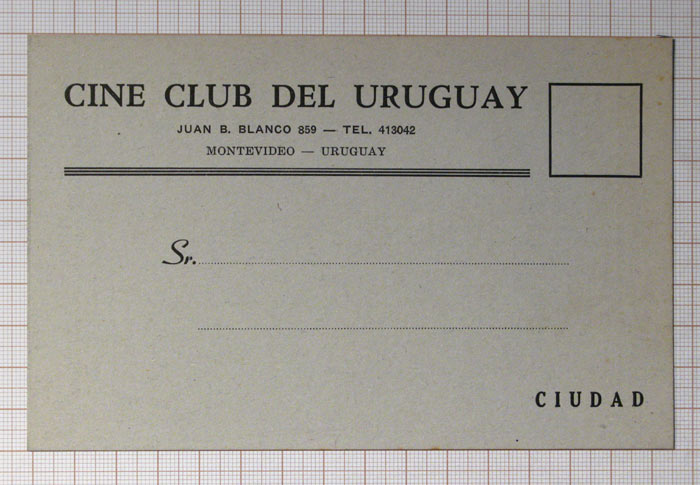 CINE CLUB DEL URUGUAY
JUAN B. BLANCO 859 — TEL. 413042
MONTEVIDEO — URUGUAY
Sr.
CIUDAD